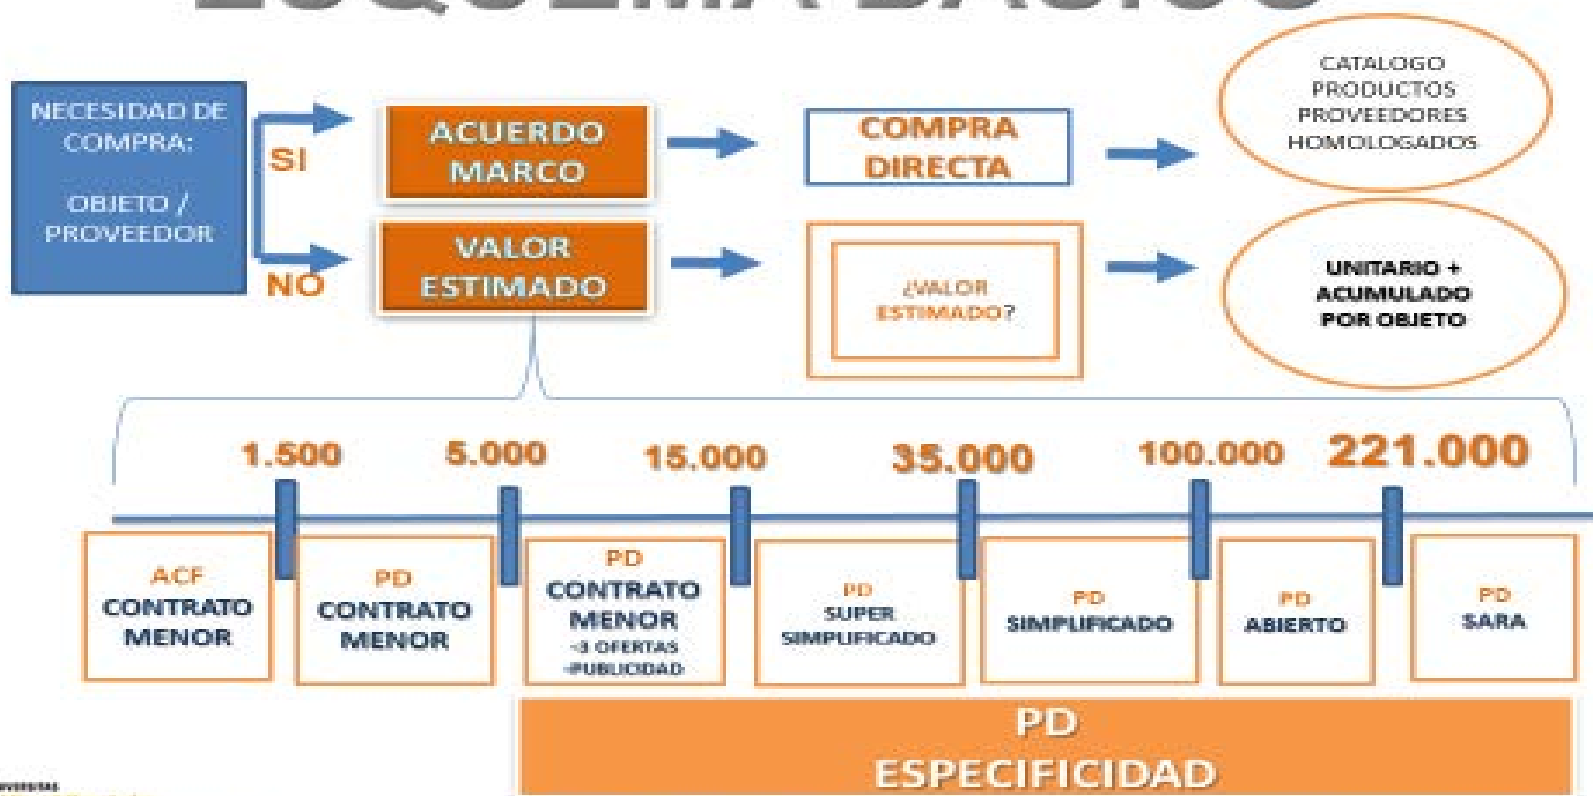 ESQUEMA BÁSICO
NECESIDAD DE
COMPRA:
OBJETO /
PROVEEDOR
SI
NO
ACUERDO
MARCO
COMPRA
DIRECTA
CATALOGO
PRODUCTOS
PROVEEDORES
HOMOLOGADOS
VALOR
ESTIMADO
¿VALOR
ESTIMADO?
UNITARIO +
ACUMULADO
POR OBJETO
1.500
5.000
15.000
35.000
100.000
221.000
ACF
CONTRATO
MENOR
PD
CONTRATO
MENOR
PD
CONTRATO
MENOR
-3 OFERTAS
-PUBLICIDAD
PD
SUPER
SIMPLIFICADO
PD
SIMPLIFICADO
PD
ABIERTO
PD
SARA
PD
ESPECIFICIDAD